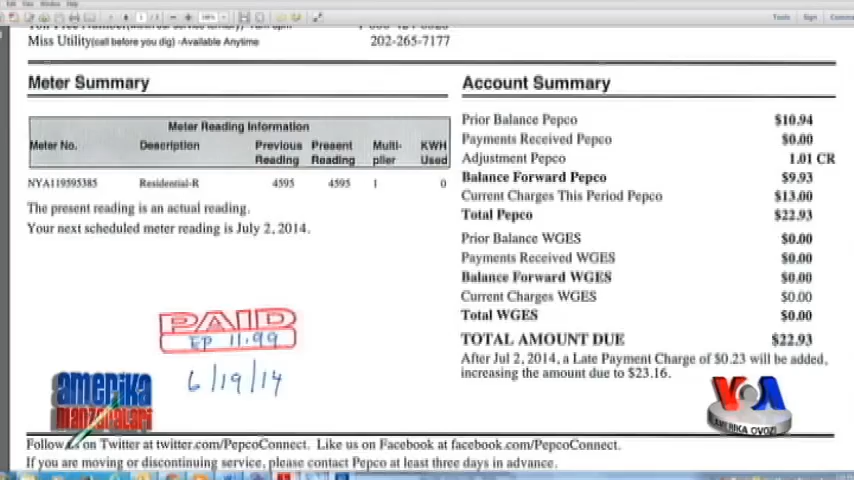 Miss Utility(call before you dig) -Available Anytime 202-265-7177
Meter Summary
Meter Reading Information
Meter No. Description Previous Reading Present Reading Multi-plier KWH Used
NYA119595385 Residential-R 4595 4595 1 0
The present reading is an actual reading.
Your next scheduled meter reading is July 2, 2014.
PAID
EP 11.99
6/19/14
Account Summary
Prior Balance Pepco $10.94
Payments Received Pepco $0.00
Adjustment Pepco 1.01 CR
Balance Forward Pepco $9.93
Current Charges This Period Pepco $13.00
Total Pepco $22.93
Prior Balance WGES $0.00
Payments Received WGES $0.00
Balance Forward WGES $0.00
Current Charges WGES $0.00
Total WGES $0.00
TOTAL AMOUNT DUE $22.93
After Jul 2, 2014, a Late Payment Charge of $0.23 will be added,
increasing the amount due to $23.16.
amerika
manzaralari
VOA
AMERIKA OVOZI
Follow us on Twitter at twitter.com/PepcoConnect. Like us on Facebook at facebook.com/PepcoConnect.
If you are moving or discontinuing service, please contact Pepco at least three days in advance.